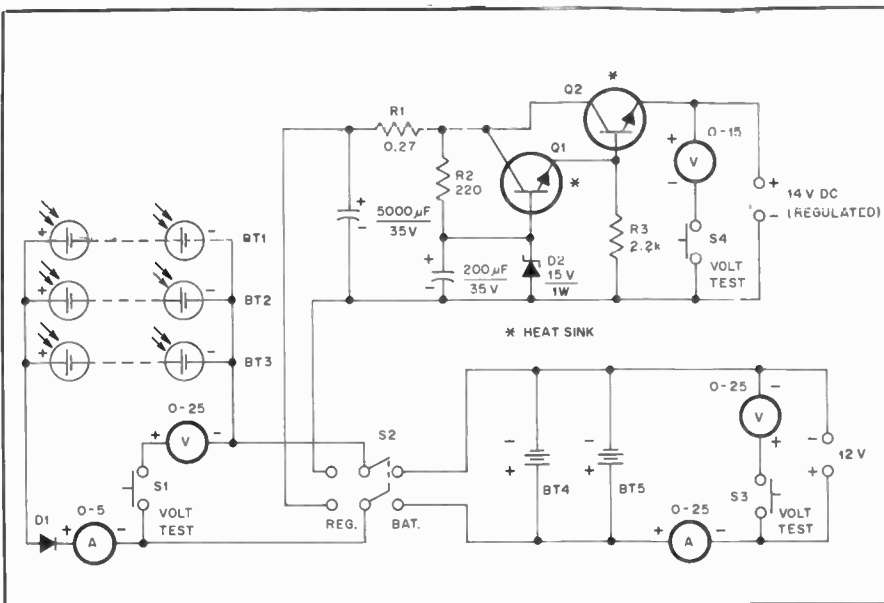 *
Q2
R1
0.27
Q1
*
0-15
+
V
-
R2
220
+
5000µF
-
35V
+
14 V DC
-
(REGULATED)
R3
2.2k
S4
VOLT
TEST
+
200µF
-
35V
D2
15V
1W
* HEAT SINK
+
-
BT1
+
-
BT2
+
-
BT3
0-25
+
V
-
S1
VOLT
TEST
S2
REG.
BAT.
D1
0-5
+
A
-
-
+
BT4
-
+
BT5
0-25
-
V
+
-
12 V
+
S3
VOLT
TEST
0-25
+
A
-